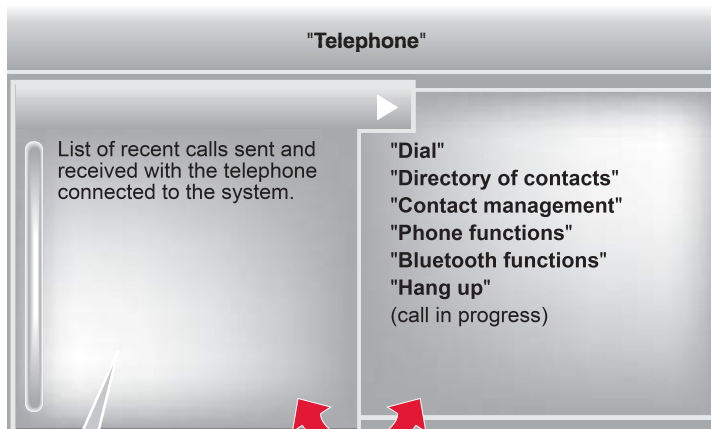 "Telephone"
List of recent calls sent and
received with the telephone
connected to the system.
"Dial"
"Directory of contacts"
"Contact management"
"Phone functions"
"Bluetooth functions"
"Hang up"
(call in progress)